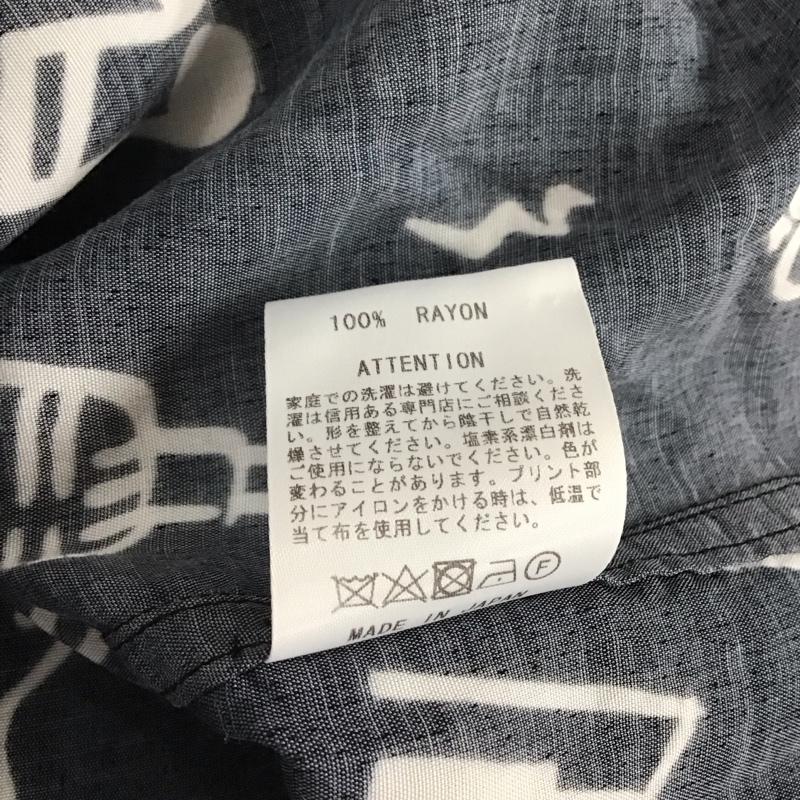 100% RAYON
ATTENTION
家庭での洗濯は避けてください。洗
濯は信用ある専門店にご相談くださ
い。形を整えてから陰干しで自然乾
燥させてください。塩素系漂白剤は
ご使用にならないでください。色が
変わることがあります。プリント部
分にアイロンをかける時は、低温で
当て布を使用してください。
F
MADE IN JAPAN